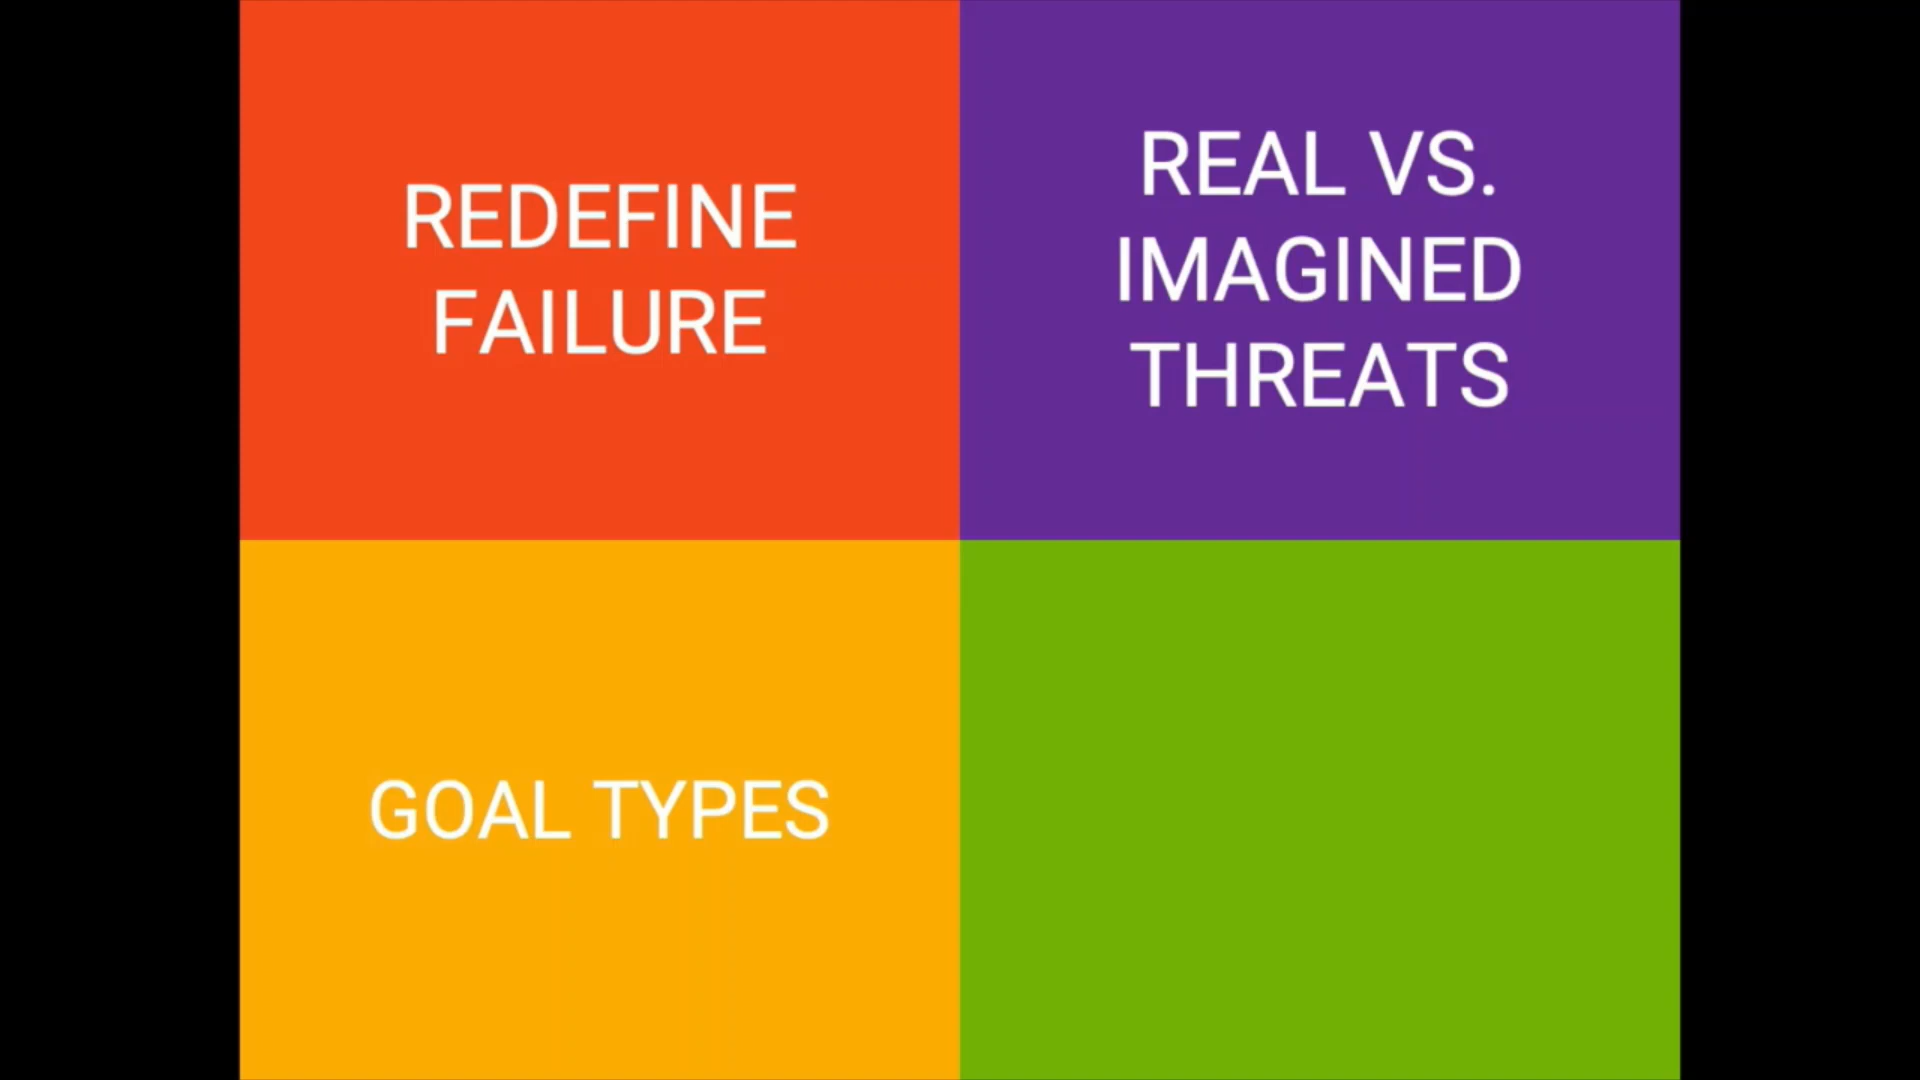 REDEFINE
FAILURE
REAL VS.
IMAGINED
THREATS
GOAL TYPES